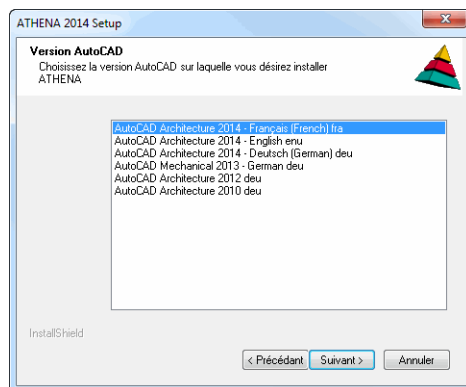 ATHENA 2014 Setup
Version AutoCAD
Choisissez la version AutoCAD sur laquelle vous désirez installer
ATHENA
AutoCAD Architecture 2014 - Français (French) fra
AutoCAD Architecture 2014 - English enu
AutoCAD Architecture 2014 - Deutsch (German) deu
AutoCAD Mechanical 2013 - German deu
AutoCAD Architecture 2012 deu
AutoCAD Architecture 2010 deu
InstallShield
< Précédant Suivant > Annuler